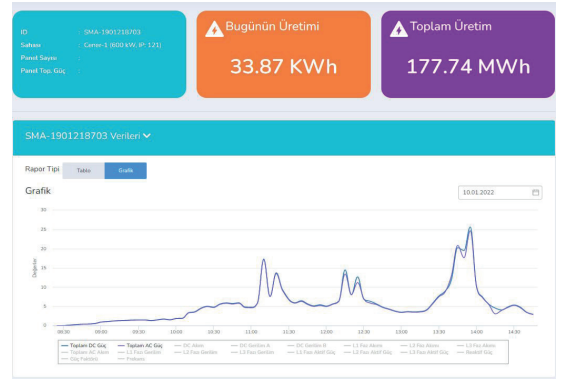 ID : SMA-1901218703
Sahası : Ceres-1 (600 kW, IP: 121)
Panel Sayısı :
Panel Top. Güç :
Bugünün Üretimi
33.87 KWh
Toplam Üretim
177.74 MWh
SMA-1901218703 Verileri
Rapor Tipi Tablo Grafik
Grafik
10.01.2022
30
25
20
15
10
5
0
Değerler
08:30 09:00 09:30 10:00 10:30 11:00 11:30 12:00 12:30 13:00 13:30 14:00 14:30
Toplam DC Güç Toplam AC Güç DC Akım DC Gerilim A DC Gerilim B L1 Faz Akımı L2 Faz Akımı L3 Faz Akımı
Toplam AC Akım L1 Faz Gerilim L2 Faz Gerilim L3 Faz Gerilim L1 Faz Aktif Güç L2 Faz Aktif Güç L3 Faz Aktif Güç Reaktif Güç
Güç Faktörü Frekans